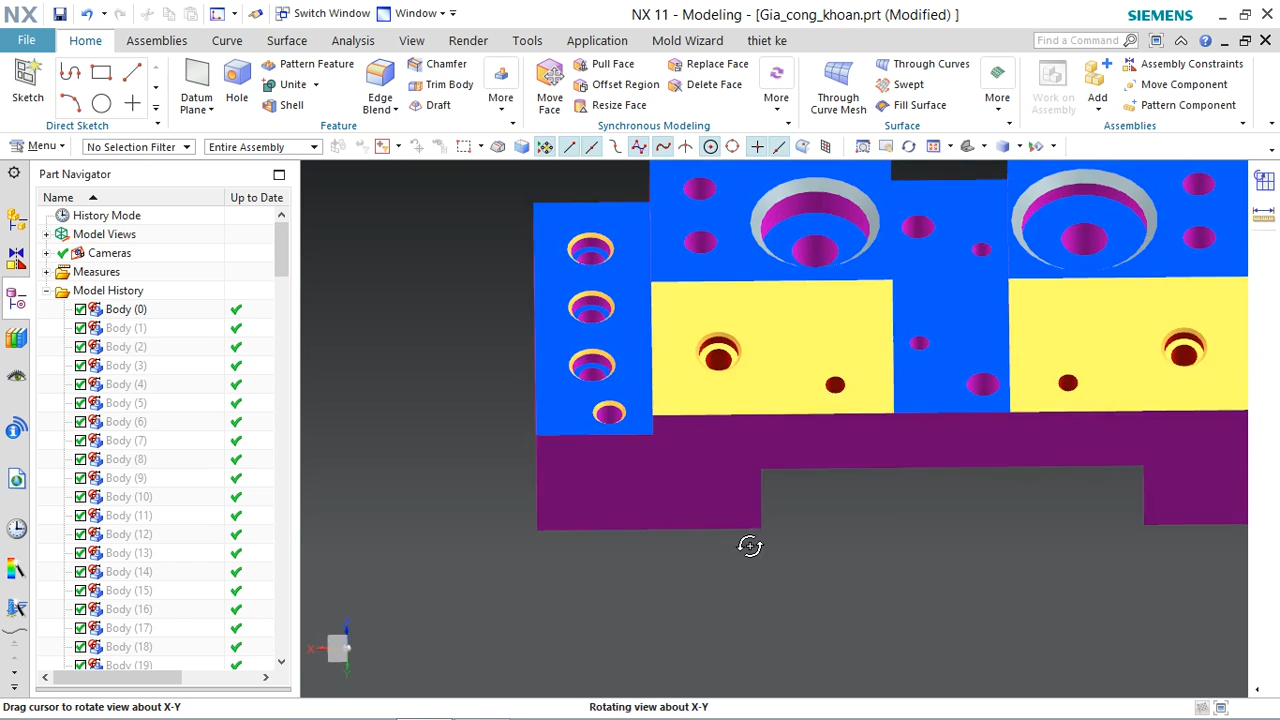 NX
Switch Window
Window
NX 11 - Modeling - [Gia_cong_khoan.prt (Modified) ]
SIEMENS
File
Home
Assemblies
Curve
Surface
Analysis
View
Render
Tools
Application
Mold Wizard
thiet ke
Find a Command
Sketch
Direct Sketch
Datum Plane
Hole
Pattern Feature
Unite
Shell
Edge Blend
Chamfer
Trim Body
Draft
More
Feature
Move Face
Pull Face
Offset Region
Resize Face
Replace Face
Delete Face
More
Synchronous Modeling
Through Curve Mesh
Through Curves
Swept
Fill Surface
More
Surface
Work on Assembly
Add
Assembly Constraints
Move Component
Pattern Component
Assemblies
Menu
No Selection Filter
Entire Assembly
Part Navigator
Name
Up to Date
History Mode
Model Views
Cameras
Measures
Model History
Body (0)
Body (1)
Body (2)
Body (3)
Body (4)
Body (5)
Body (6)
Body (7)
Body (8)
Body (9)
Body (10)
Body (11)
Body (12)
Body (13)
Body (14)
Body (15)
Body (16)
Body (17)
Body (18)
Body (19)
X
Y
Drag cursor to rotate view about X-Y
Rotating view about X-Y